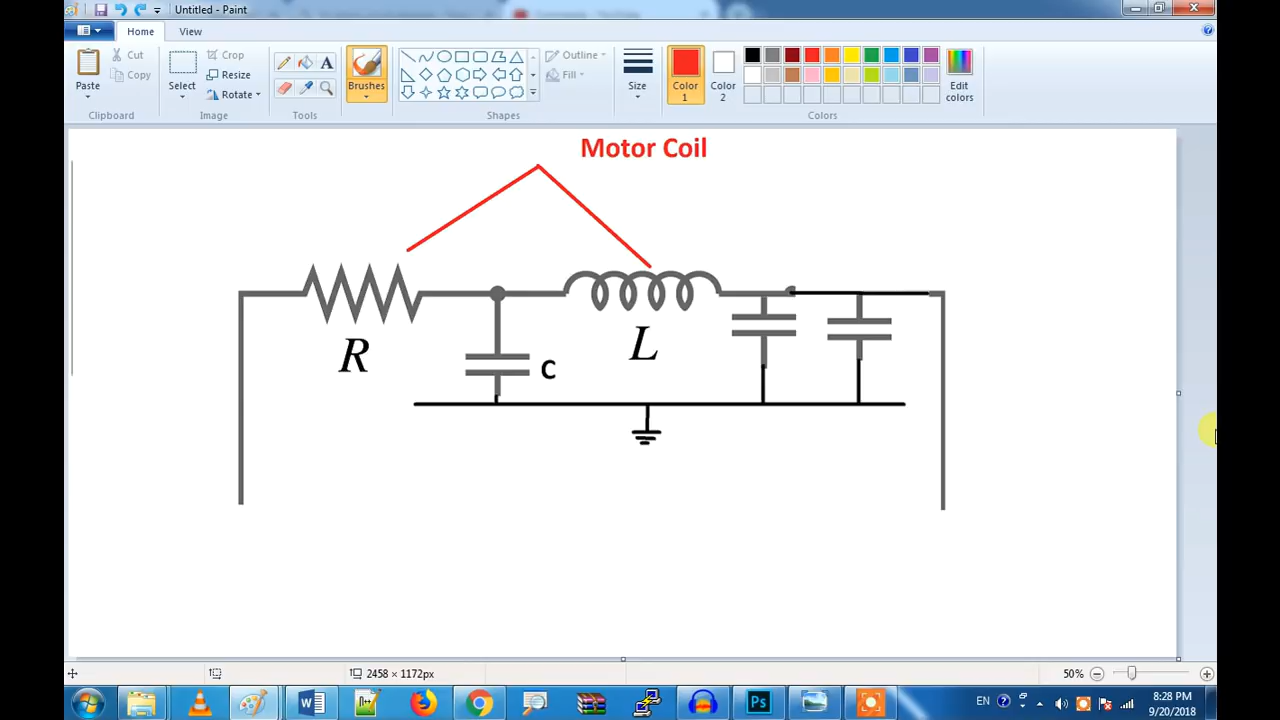 Untitled - Paint
Home
View
Paste
Cut
Copy
Clipboard
Select
Crop
Resize
Rotate
Image
A
Tools
Brushes
Shapes
Outline
Fill
Size
Color
1
Color
2
Edit
colors
Colors
Motor Coil
R
C
L
2458 × 1172px
50%
W
Ps
EN
8:28 PM
9/20/2018